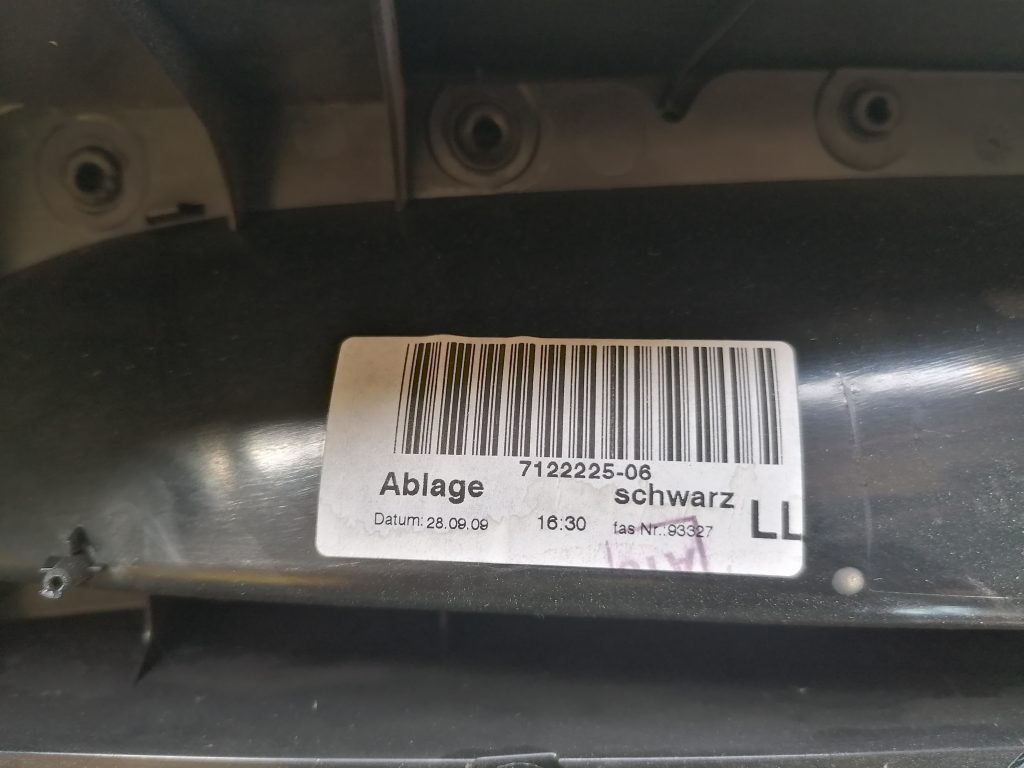 7122225-06
Ablage schwarz
Datum: 28.09.09 16:30 fas Nr.:93327 LL